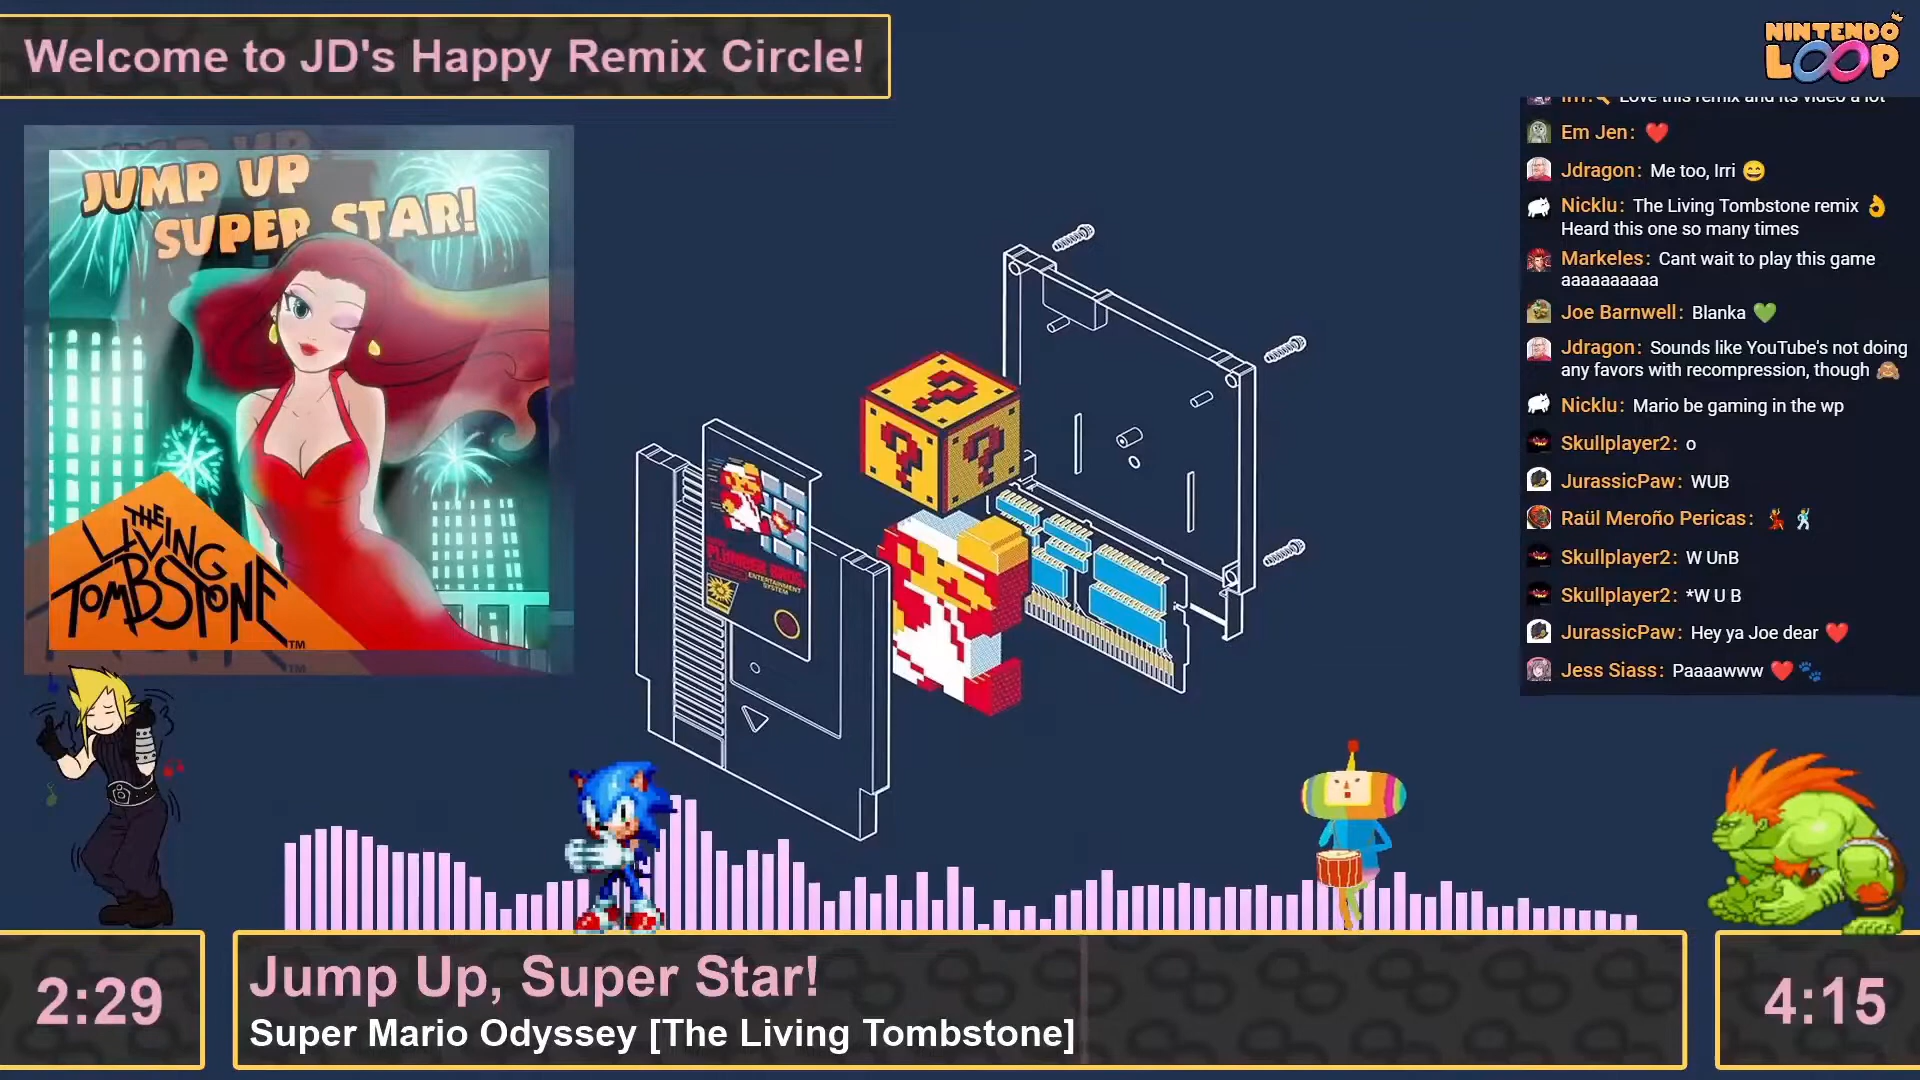 Welcome to JD's Happy Remix Circle!
NINTENDO
LOOP
JUMP UP
SUPER STAR!
THE
LIVING
TOMBSTONE
TM
ENTERTAINMENT
SYSTEM
? ? ?
Love this remix and its video a lot
Em Jen: ❤️
Jdragon: Me too, Irri 😄
Nicklu: The Living Tombstone remix 👌
Heard this one so many times
Markeles: Cant wait to play this game
aaaaaaaaaa
Joe Barnwell: Blanka 💚
Jdragon: Sounds like YouTube's not doing
any favors with recompression, though 🙈
Nicklu: Mario be gaming in the wp
Skullplayer2: o
JurassicPaw: WUB
Raül Meroño Pericas: 💃 🕺
Skullplayer2: W UnB
Skullplayer2: *W U B
JurassicPaw: Hey ya Joe dear ❤️
Jess Siass: Paaaawww ❤️ 🐾
2:29
Jump Up, Super Star!
Super Mario Odyssey [The Living Tombstone]
4:15